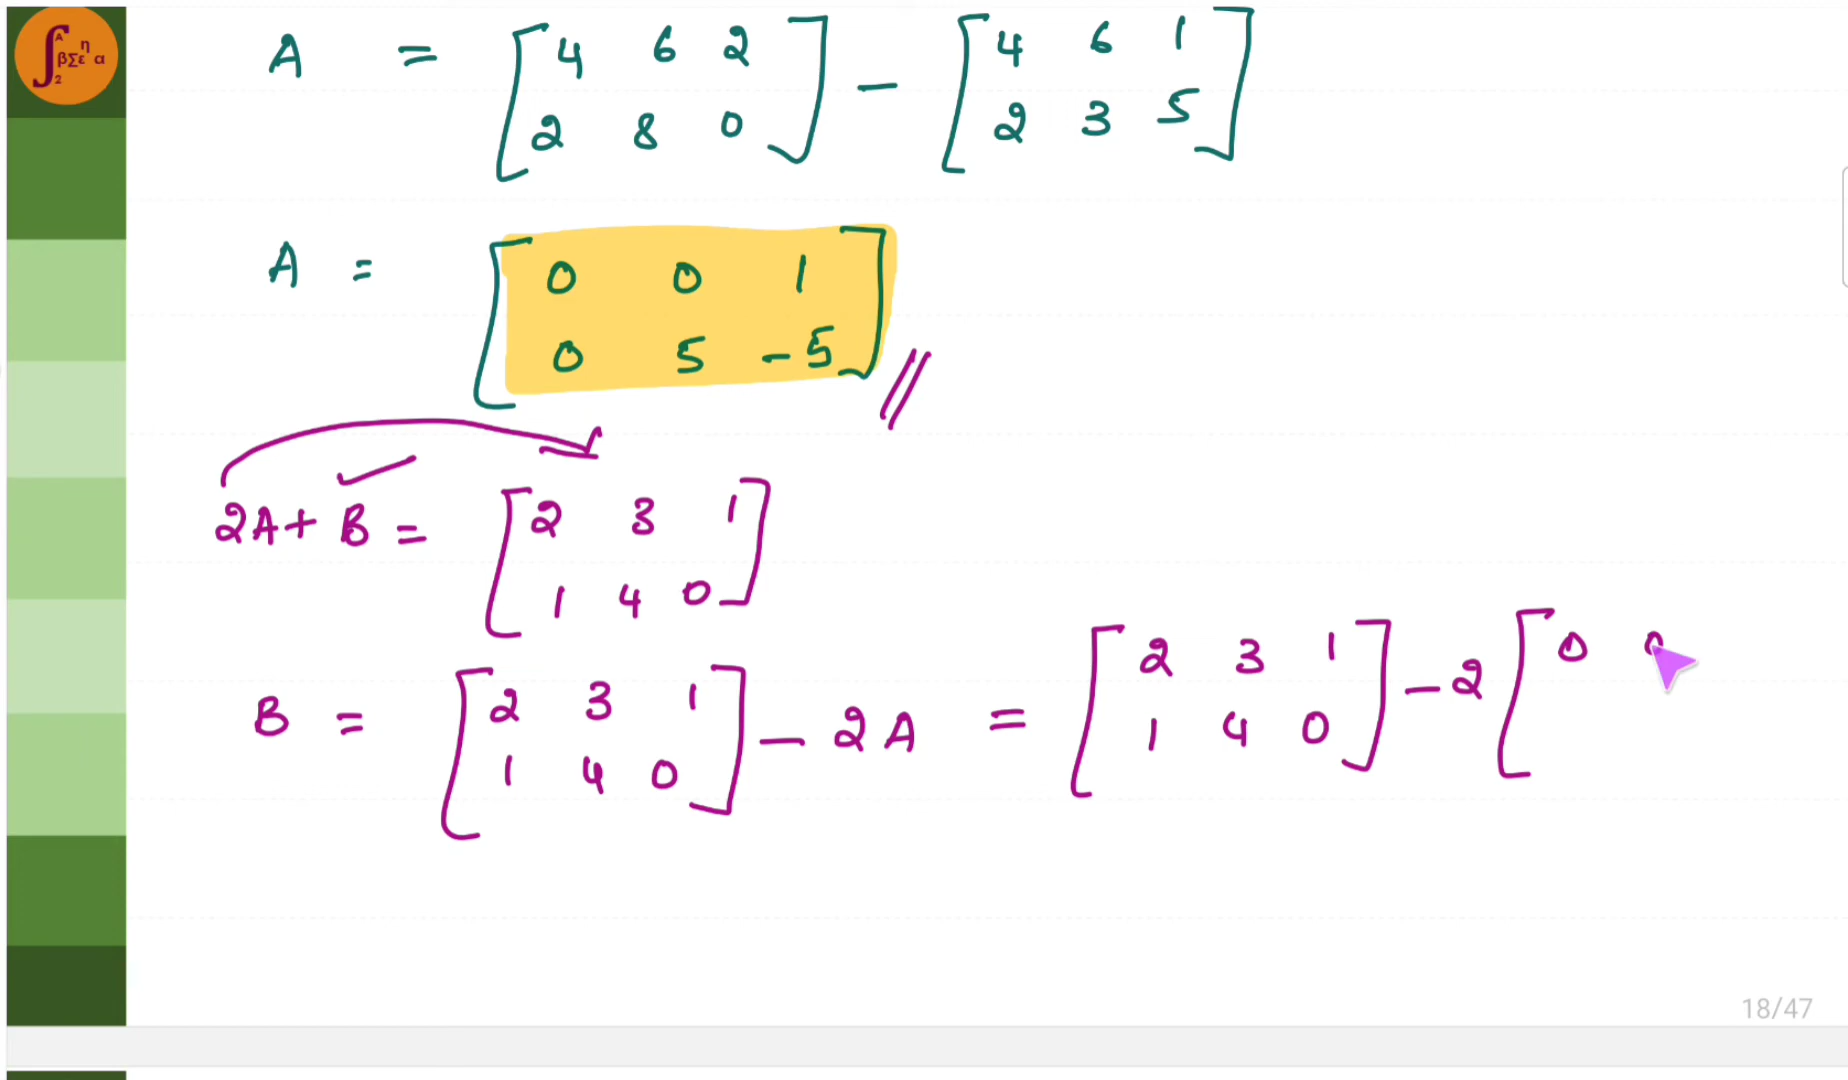 A = [ 4 6 2 ] - [ 4 6 1 ]
2 8 0 2 3 5
A = [ 0 0 1 ]
0 5 -5 //
2A + B = [ 2 3 1 ]
1 4 0
B = [ 2 3 1 ] - 2A = [ 2 3 1 ] - 2 [ 0 0
1 4 0 1 4 0
18/47